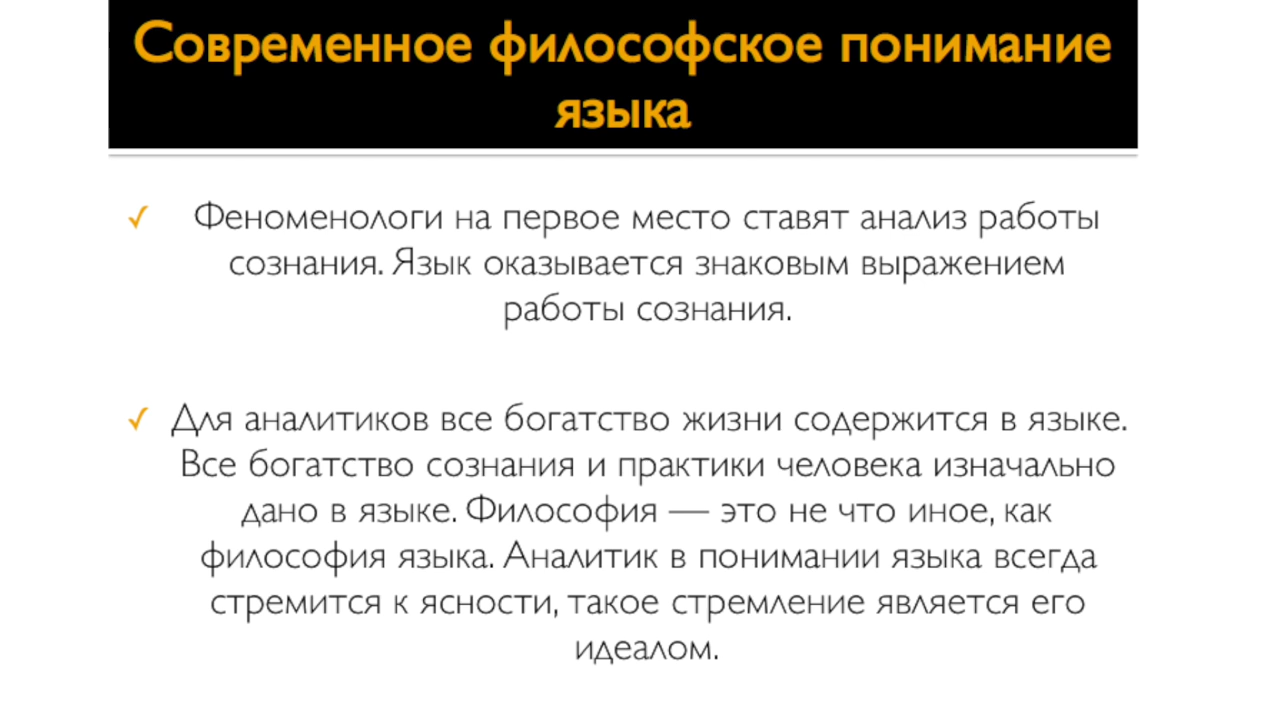 Современное философское понимание
языка
✓ Феноменологи на первое место ставят анализ работы
сознания. Язык оказывается знаковым выражением
работы сознания.
✓ Для аналитиков все богатство жизни содержится в языке.
Все богатство сознания и практики человека изначально
дано в языке. Философия — это не что иное, как
философия языка. Аналитик в понимании языка всегда
стремится к ясности, такое стремление является его
идеалом.